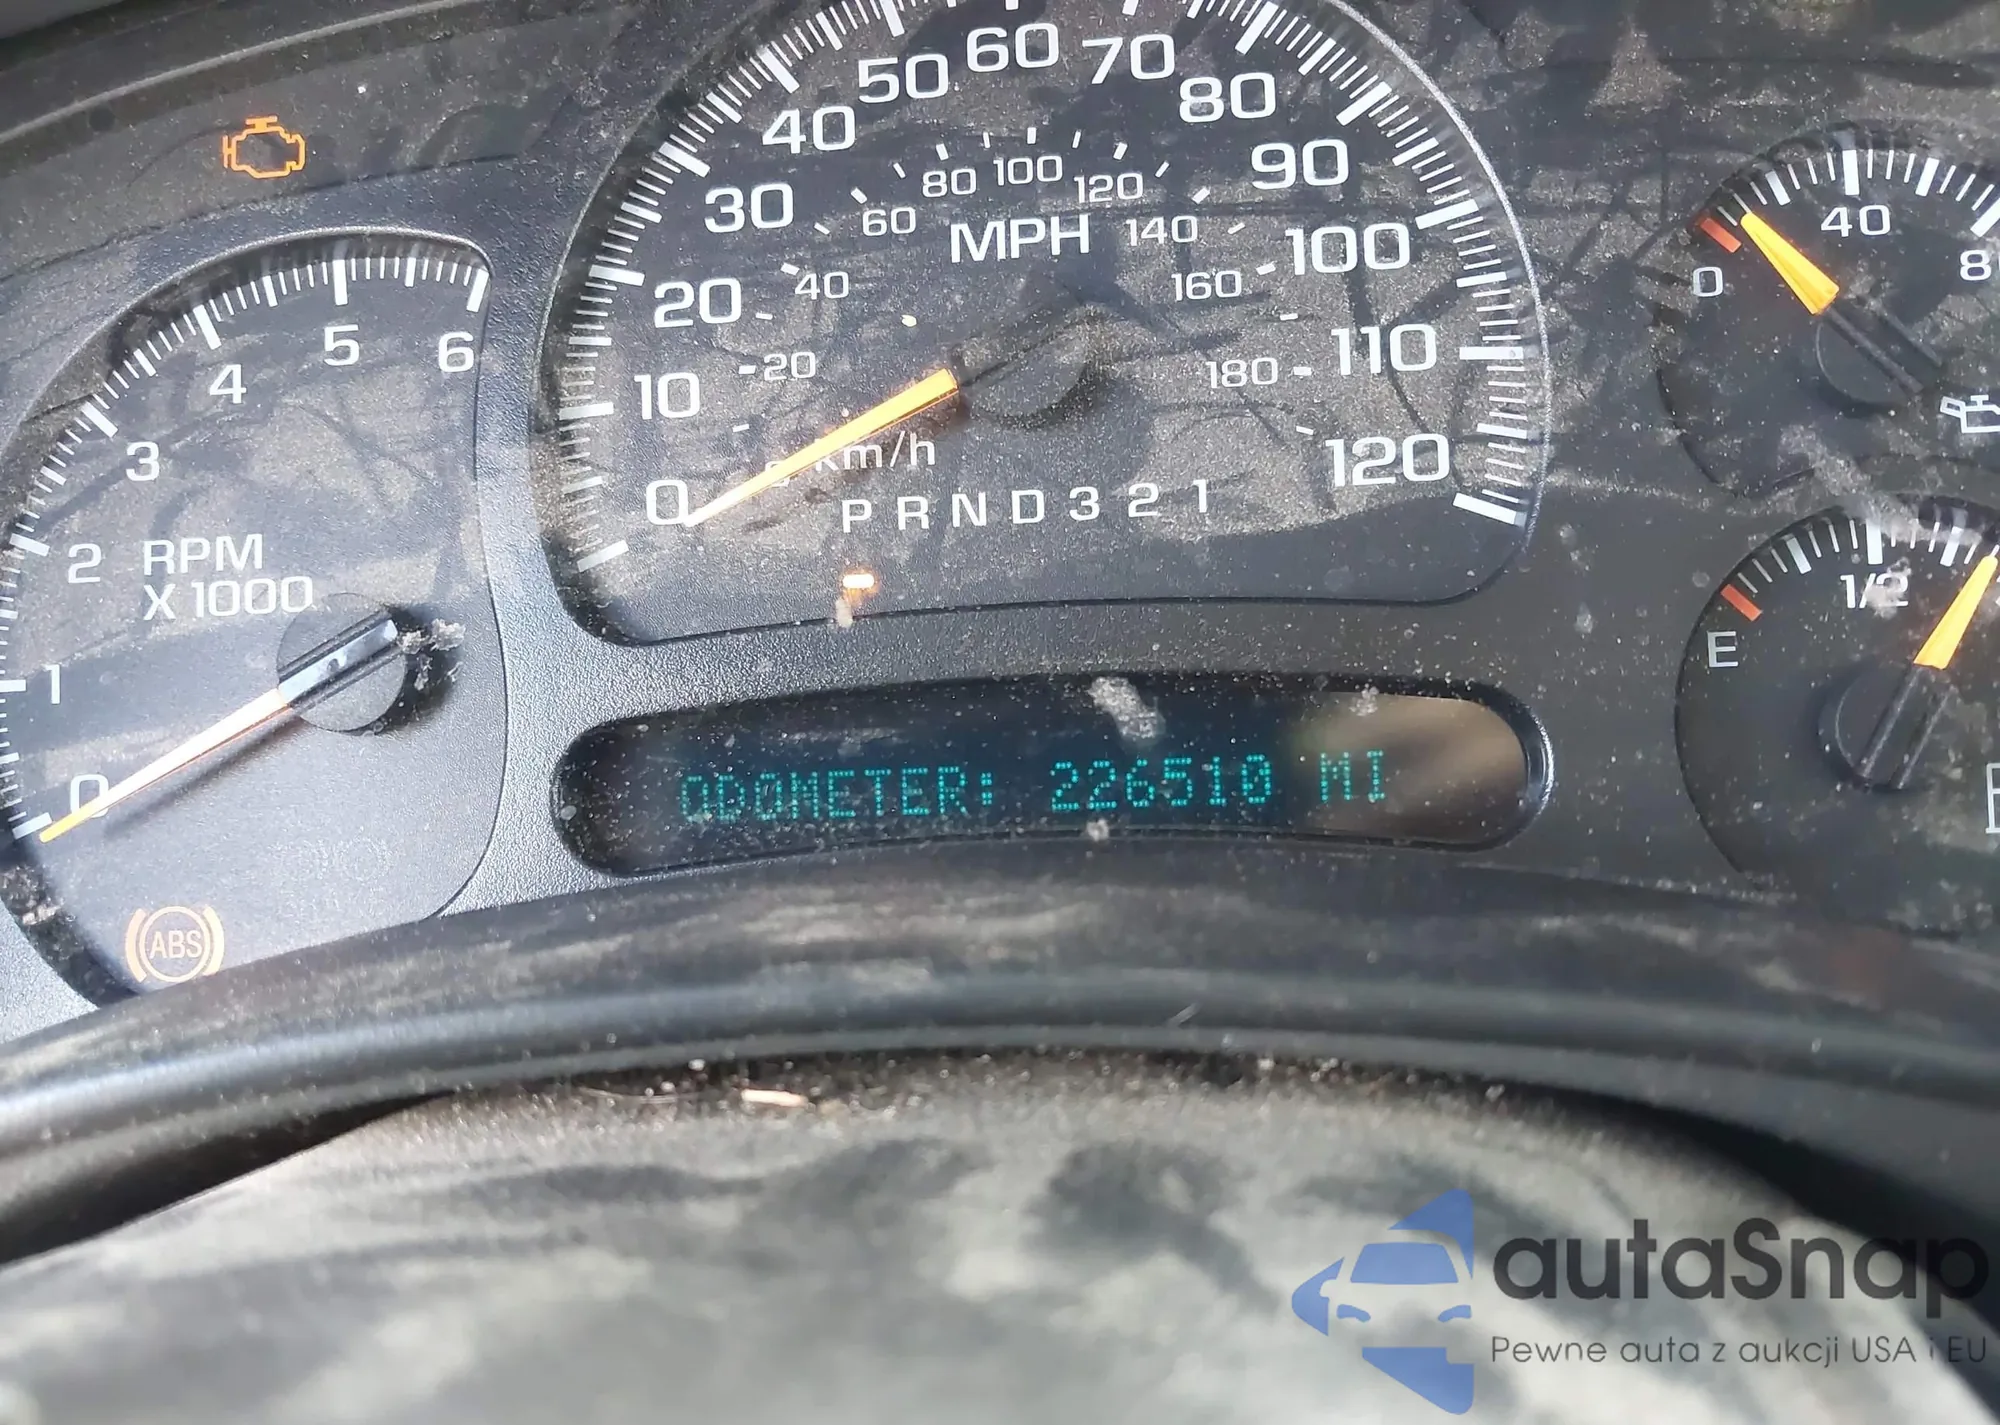 50 60 70
40 80
30 90
20 100
10 110
0 120
80 100 120
60 140
40 160
20 180
MPH
km/h
P R N D 3 2 1
6
5
4
3
2
1
0
RPM
X 1000
ABS
ODOMETER: 226510 MI
0 40 8
E 1/2
autaSnap
Pewne auta z aukcji USA i EU